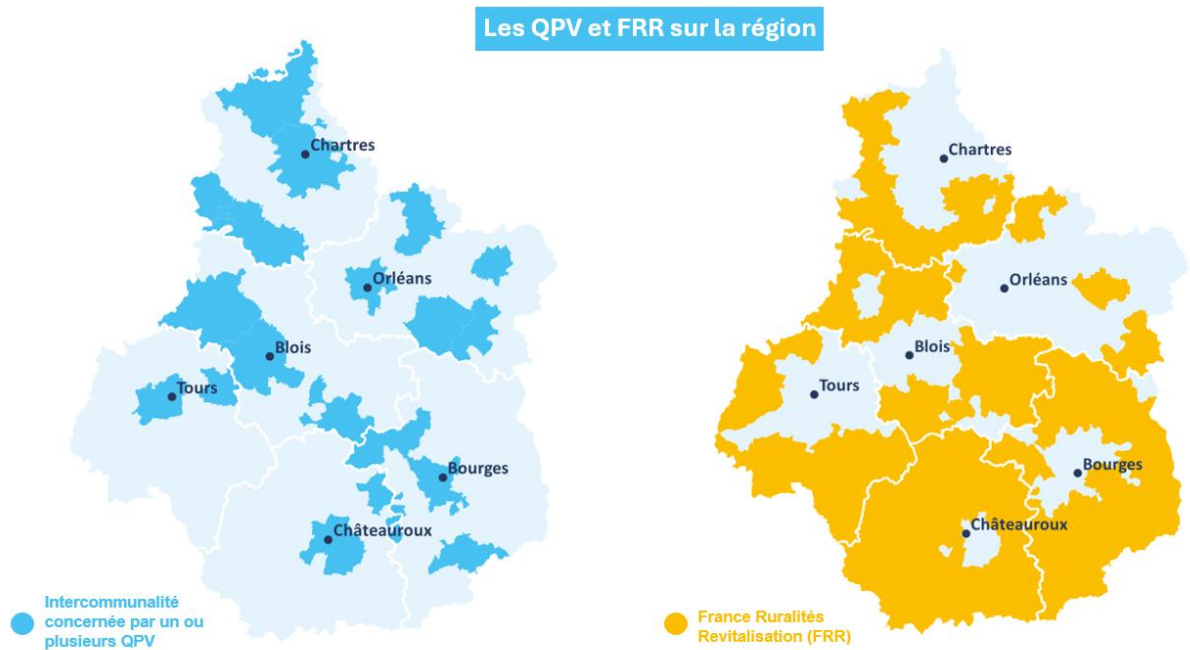 Les QPV et FRR sur la région
Chartres
Orléans
Blois
Tours
Bourges
Châteauroux
Intercommunalité
concernée par un ou
plusieurs QPV
Chartres
Orléans
Blois
Tours
Bourges
Châteauroux
France Ruralités
Revitalisation (FRR)